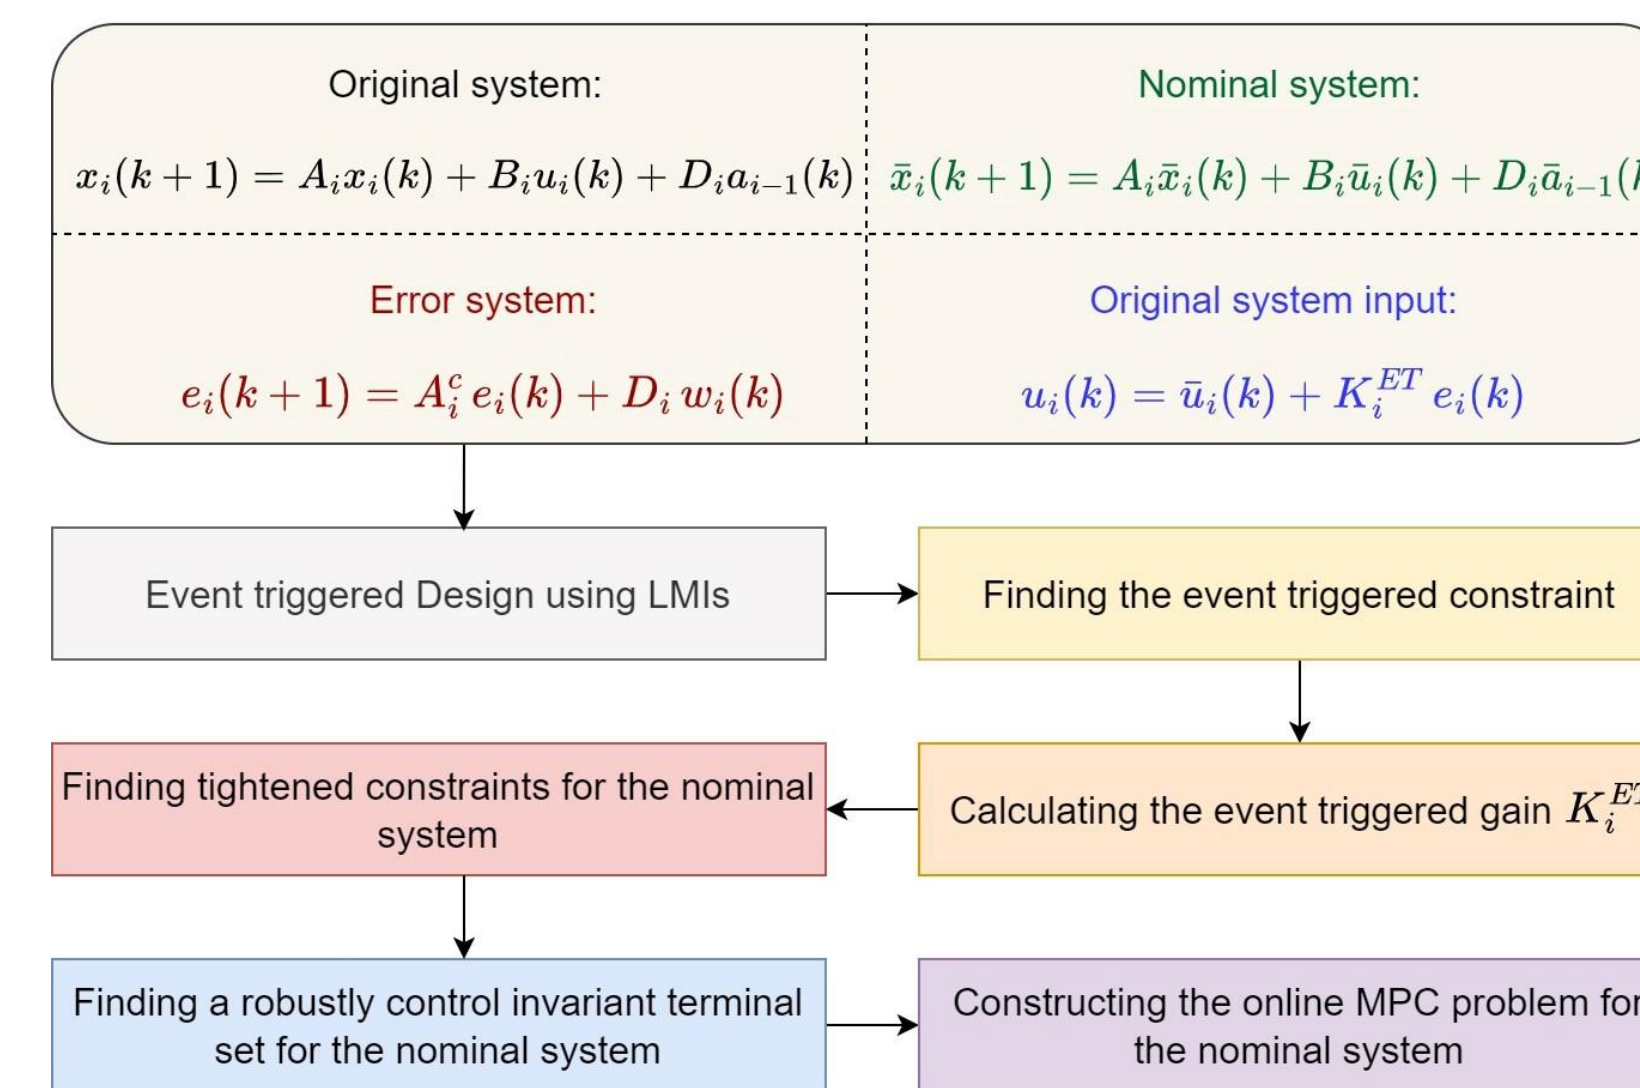 Original system:
x_i(k + 1) = A_i x_i(k) + B_i u_i(k) + D_i a_{i−1}(k)
Nominal system:
x̄_i(k + 1) = A_i x̄_i(k) + B_i ū_i(k) + D_i ā_{i−1}(
Error system:
e_i(k + 1) = A_i^c e_i(k) + D_i w_i(k)
Original system input:
u_i(k) = ū_i(k) + K_i^{ET} e_i(k)
Event triggered Design using LMIs
Finding the event triggered constraint
Calculating the event triggered gain K_i^{ET}
Finding tightened constraints for the nominal
system
Finding a robustly control invariant terminal
set for the nominal system
Constructing the online MPC problem for
the nominal system